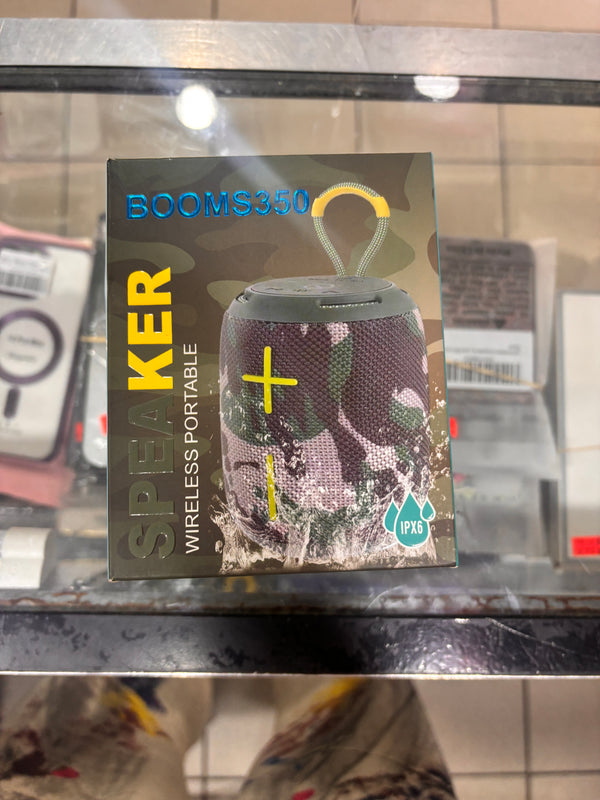 BOOMS350
SPEAKER
WIRELESS PORTABLE
IPX6